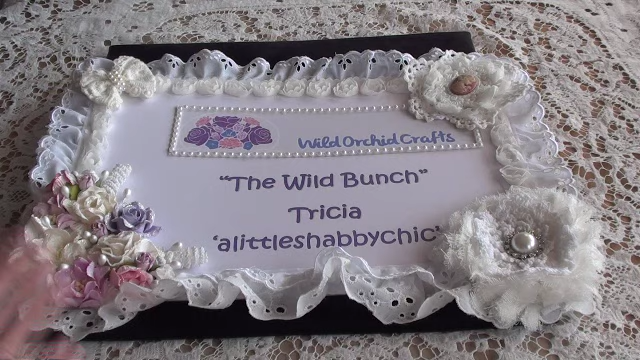 Wild Orchid Crafts
"The Wild Bunch"
Tricia
'alittleshabbychic'